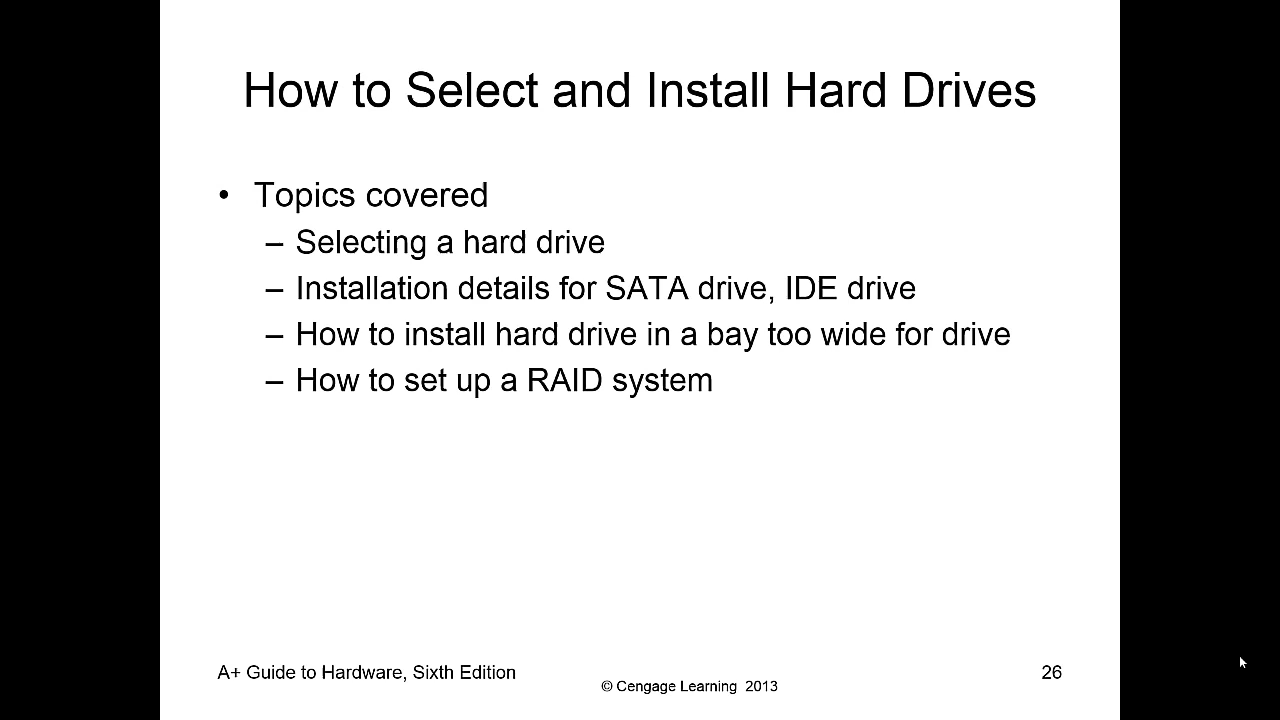 How to Select and Install Hard Drives
• Topics covered
– Selecting a hard drive
– Installation details for SATA drive, IDE drive
– How to install hard drive in a bay too wide for drive
– How to set up a RAID system
A+ Guide to Hardware, Sixth Edition
© Cengage Learning 2013
26